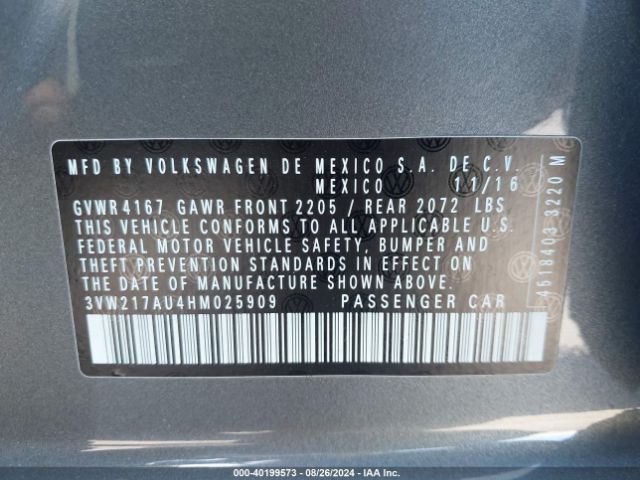 MFD BY VOLKSWAGEN DE MEXICO S.A. DE C.V.
MEXICO 11/16
GVWR 4167 GAWR FRONT 2205 / REAR 2072 LBS
THIS VEHICLE CONFORMS TO ALL APPLICABLE U.S.
FEDERAL MOTOR VEHICLE SAFETY, BUMPER AND
THEFT PREVENTION STANDARDS IN EFFECT ON
THE DATE OF MANUFACTURE SHOWN ABOVE.
3VW217AU4HM025909 PASSENGER CAR
4518403 3220 M
000-40199573 | 08/26/2024 | IAA Inc.